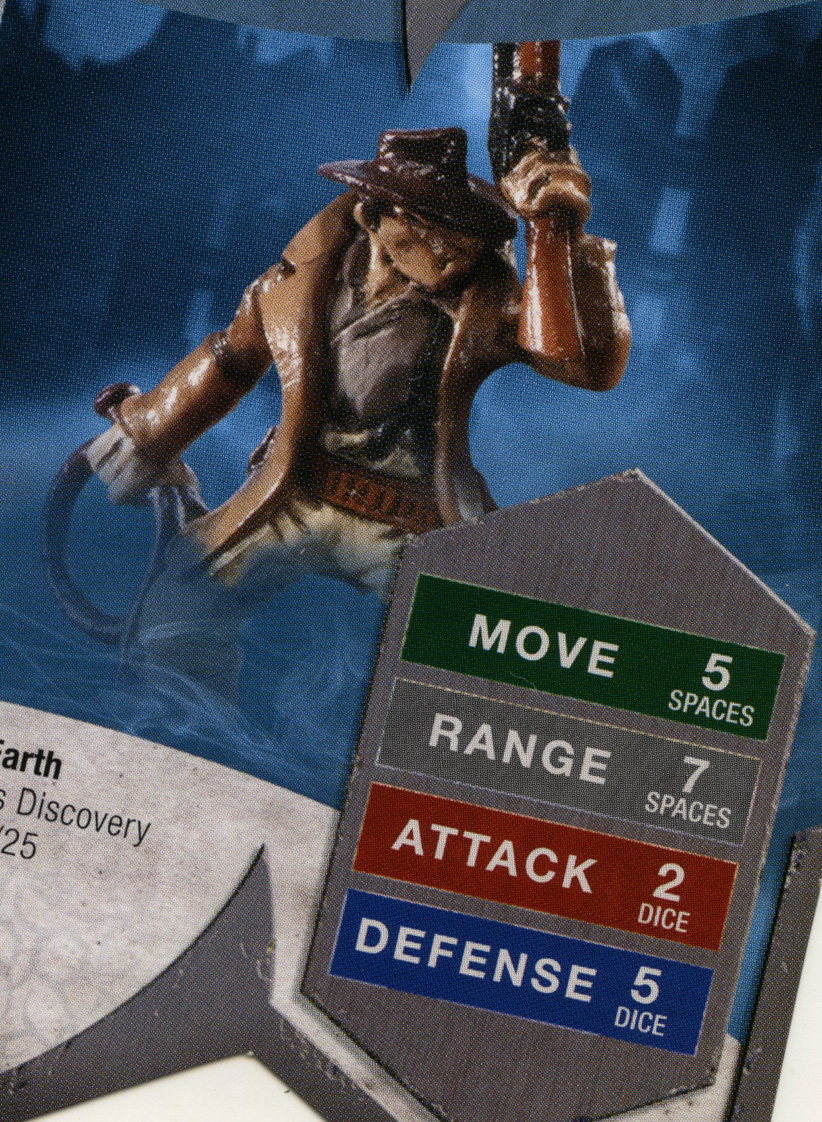 MOVE 5
SPACES
RANGE 7
SPACES
ATTACK 2
DICE
DEFENSE 5
DICE
Earth
s Discovery
/25